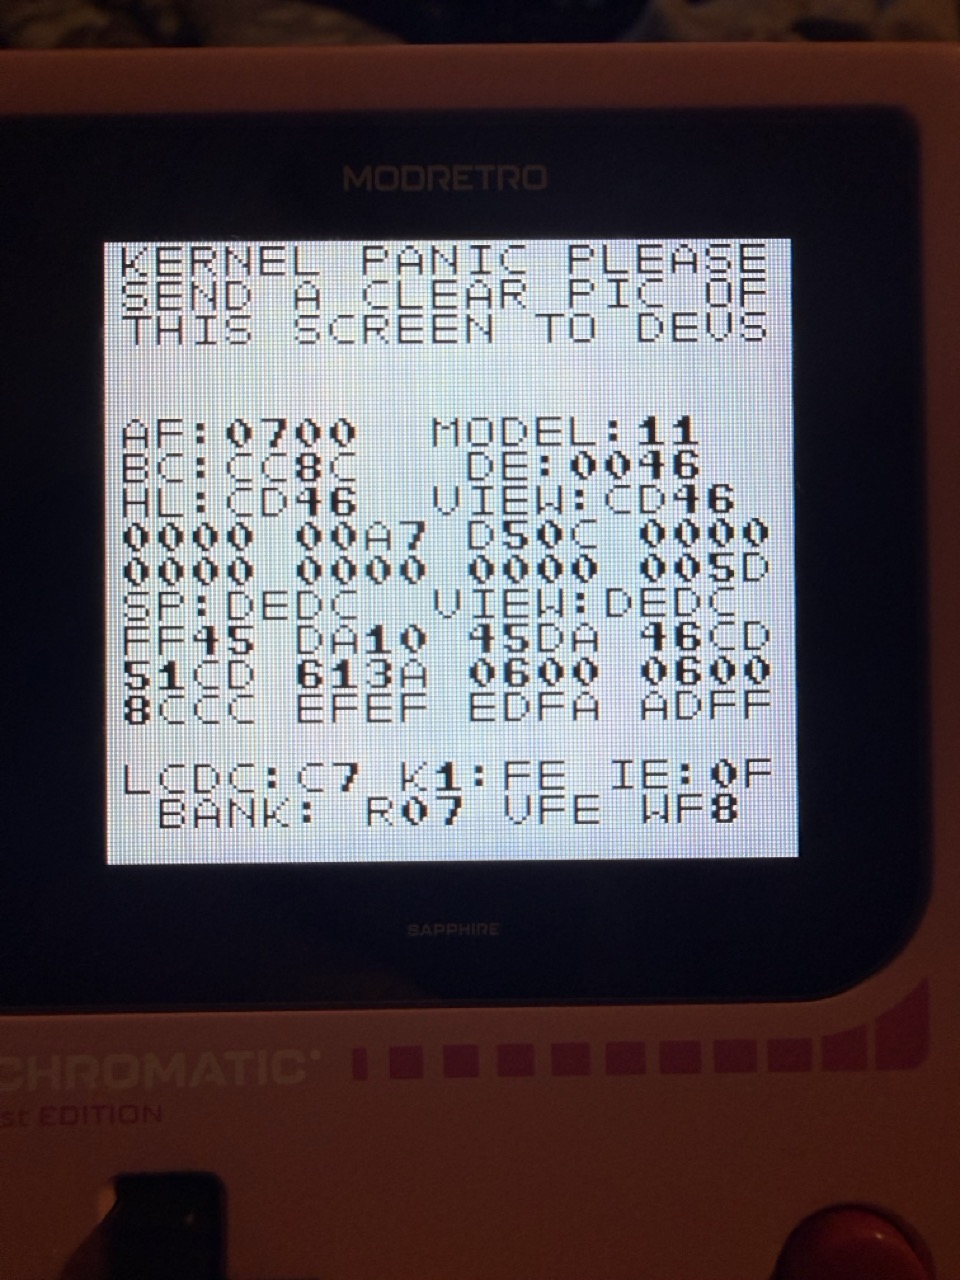 MODRETRO
KERNEL PANIC PLEASE
SEND A CLEAR PIC OF
THIS SCREEN TO DEVS
AF:0700 MODEL:11
BC:CC8C DE:0046
HL:CD46 VIEW:CD46
0000 00A7 D50C 0000
0000 0000 0000 005D
SP:DEDC VIEW:DEDC
FF45 DA10 45DA 46CD
51CD 613A 0600 0600
8CCC EFEF EDFA ADFF
LCDC:C7 K1:FE IE:0F
BANK: R07 VFE WF8
SAPPHIRE
CHROMATIC
st EDITION